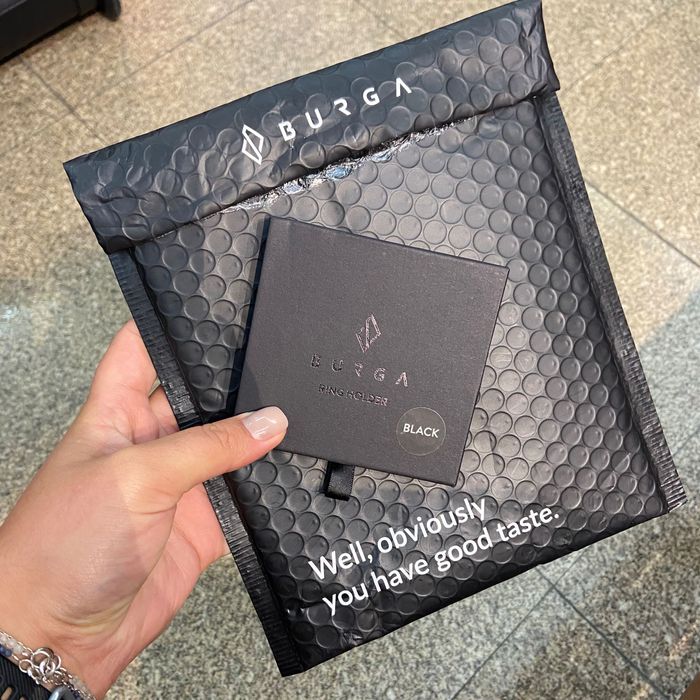 BURGA
BURGA
RING HOLDER
BLACK
Well, obviously
you have good taste.